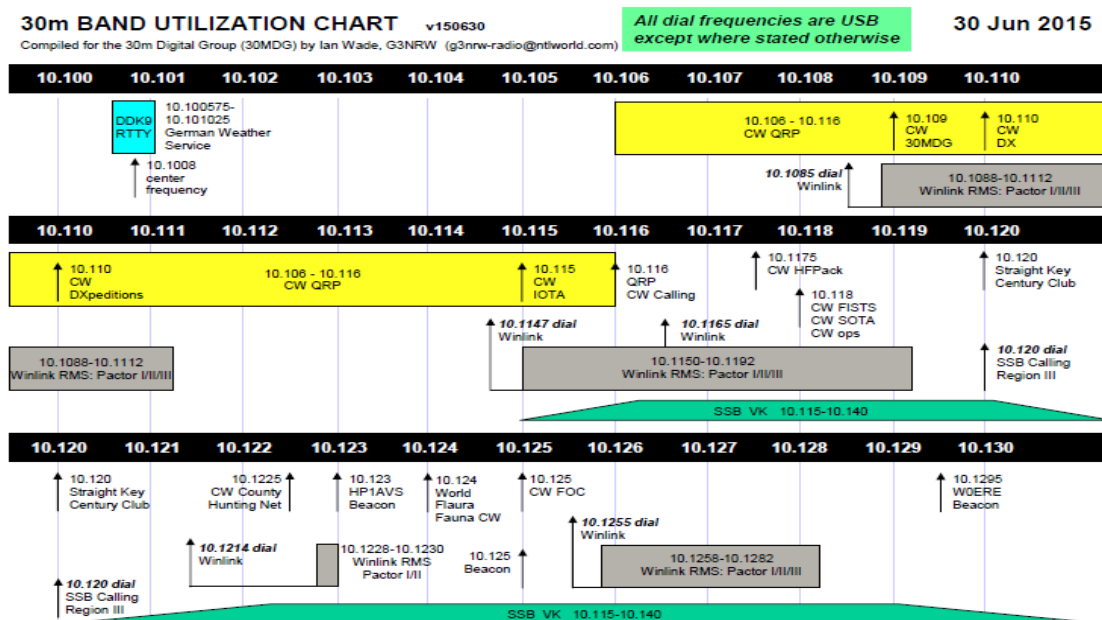 30m BAND UTILIZATION CHART v150630
Compiled for the 30m Digital Group (30MDG) by Ian Wade, G3NRW (g3nrw-radio@ntlworld.com)
All dial frequencies are USB
except where stated otherwise
30 Jun 2015
10.100 10.101 10.102 10.103 10.104 10.105 10.106 10.107 10.108 10.109 10.110
DDK9
RTTY
10.100575-
10.101025
German Weather
Service
10.1008
center
frequency
10.106 - 10.116
CW QRP
10.109
CW
30MDG
10.110
CW
DX
10.1085 dial
Winlink
10.1088-10.1112
Winlink RMS: Pactor I/II/III
10.110 10.111 10.112 10.113 10.114 10.115 10.116 10.117 10.118 10.119 10.120
10.110
CW
DXpeditions
10.106 - 10.116
CW QRP
10.115
CW
IOTA
10.116
QRP
CW Calling
10.1175
CW HFPack
10.118
CW FISTS
CW SOTA
CW ops
10.120
Straight Key
Century Club
10.1088-10.1112
Winlink RMS: Pactor I/II/III
10.1147 dial
Winlink
10.1165 dial
Winlink
10.1150-10.1192
Winlink RMS: Pactor I/II/III
10.120 dial
SSB Calling
Region III
SSB VK 10.115-10.140
10.120 10.121 10.122 10.123 10.124 10.125 10.126 10.127 10.128 10.129 10.130
10.120
Straight Key
Century Club
10.1225
CW County
Hunting Net
10.123
HP1AVS
Beacon
10.124
World
Flaura
Fauna CW
10.125
CW FOC
10.1295
W0ERE
Beacon
10.120 dial
SSB Calling
Region III
10.1214 dial
Winlink
10.1228-10.1230
Winlink RMS
Pactor I/II
10.125
Beacon
10.1255 dial
Winlink
10.1258-10.1282
Winlink RMS: Pactor I/II/III
SSB VK 10.115-10.140